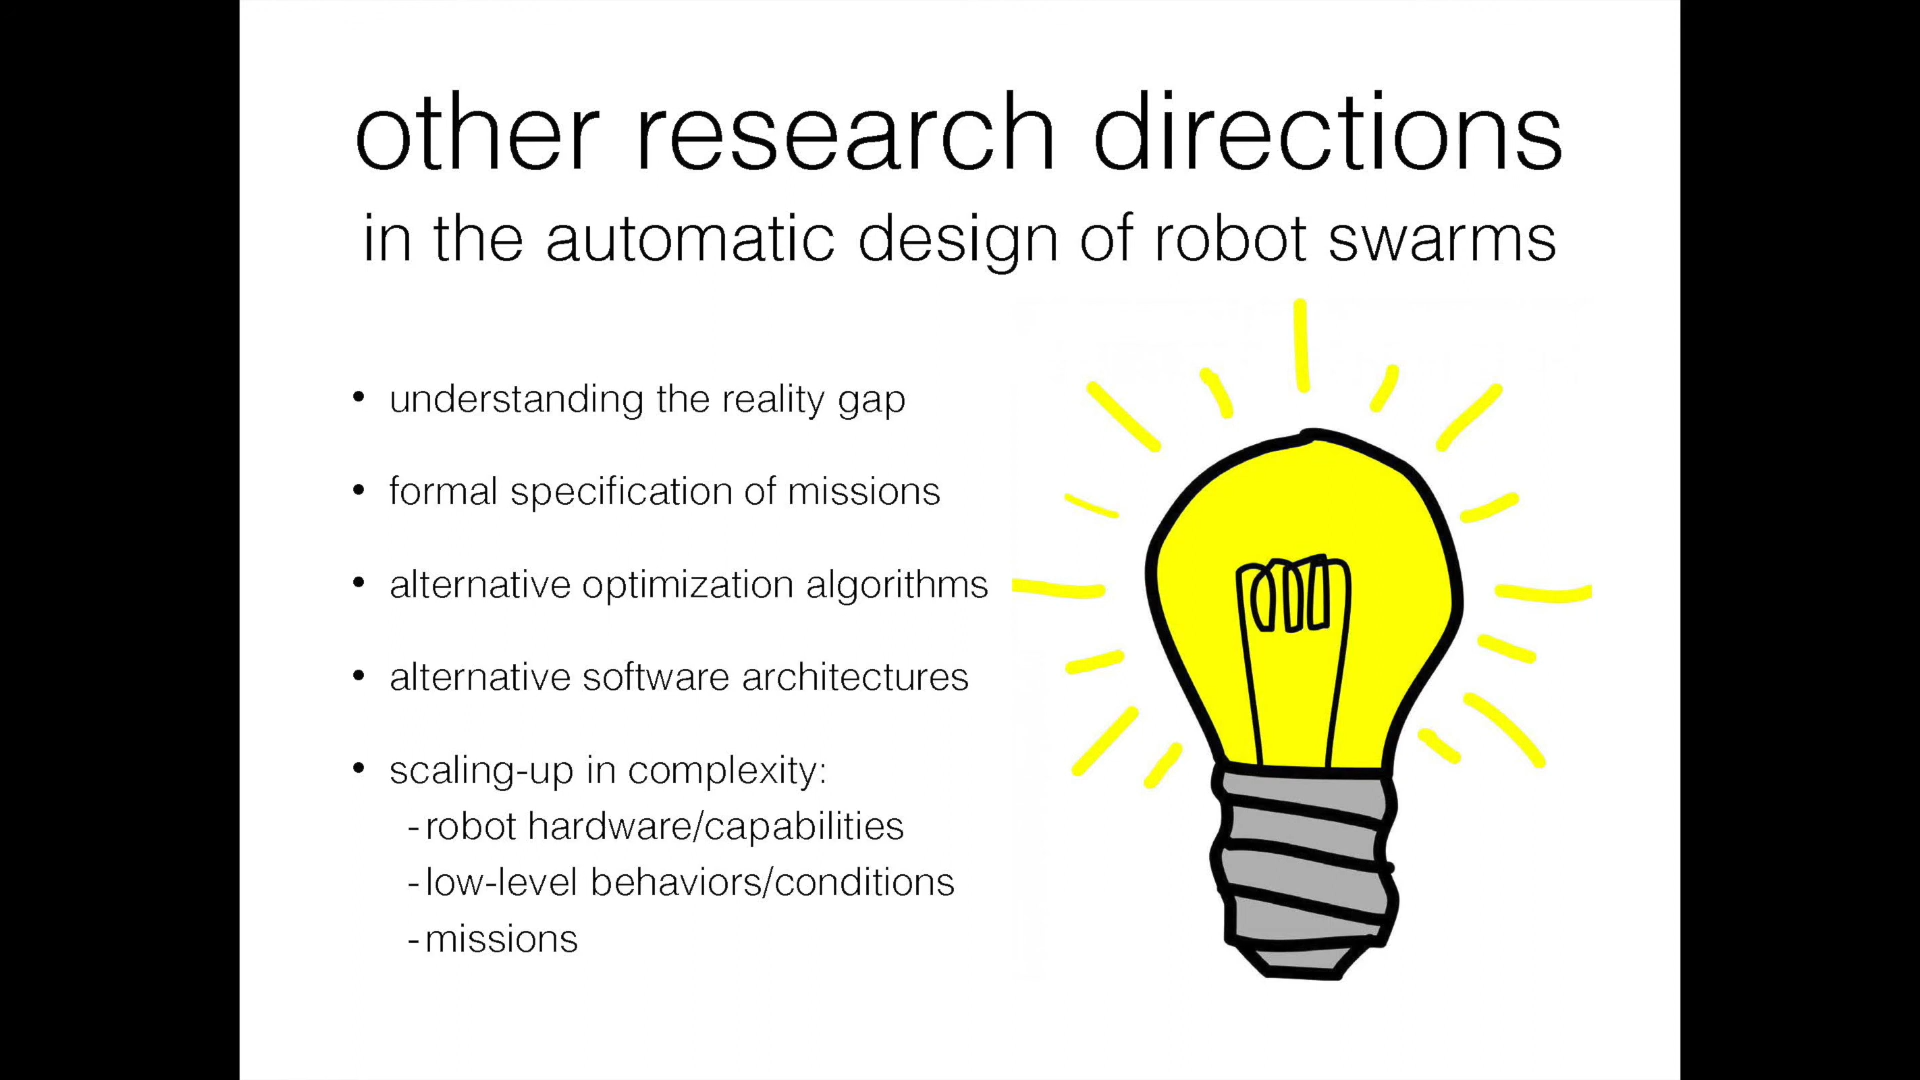 other research directions
in the automatic design of robot swarms
• understanding the reality gap
• formal specification of missions
• alternative optimization algorithms
• alternative software architectures
• scaling-up in complexity:
-robot hardware/capabilities
-low-level behaviors/conditions
-missions